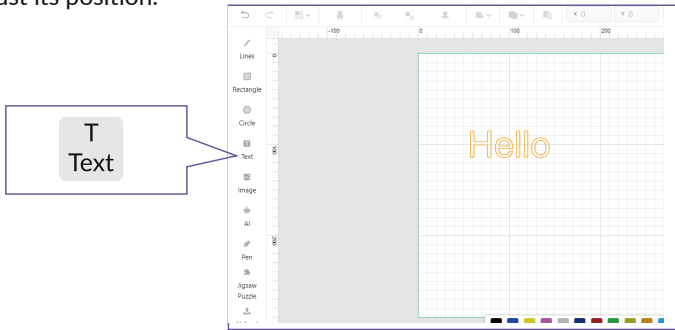 ust its position.
X 0
Y 0
-100
0
100
200
Lines
Rectangle
Circle
Text
Image
AI
Pen
Jigsaw
Puzzle
0
100
200
Hello
T
Text